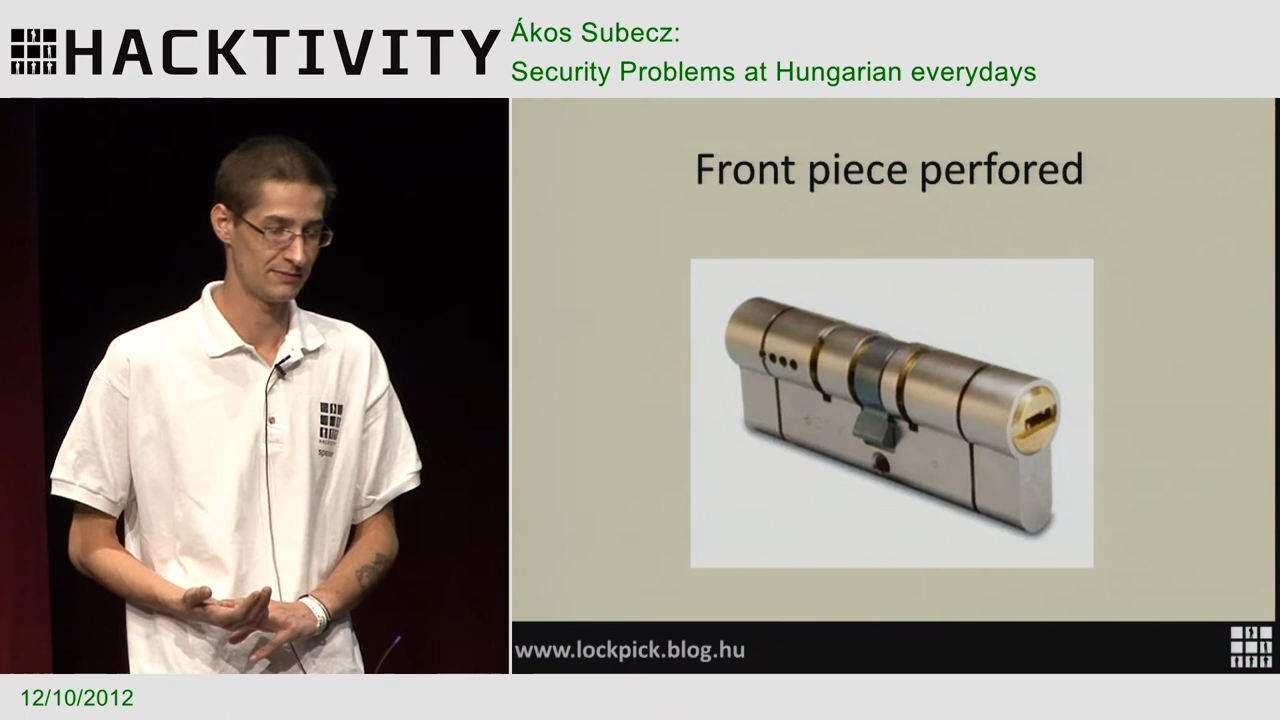 HACKTIVITY
Ákos Subecz:
Security Problems at Hungarian everydays
Front piece perfored
www.lockpick.blog.hu
12/10/2012